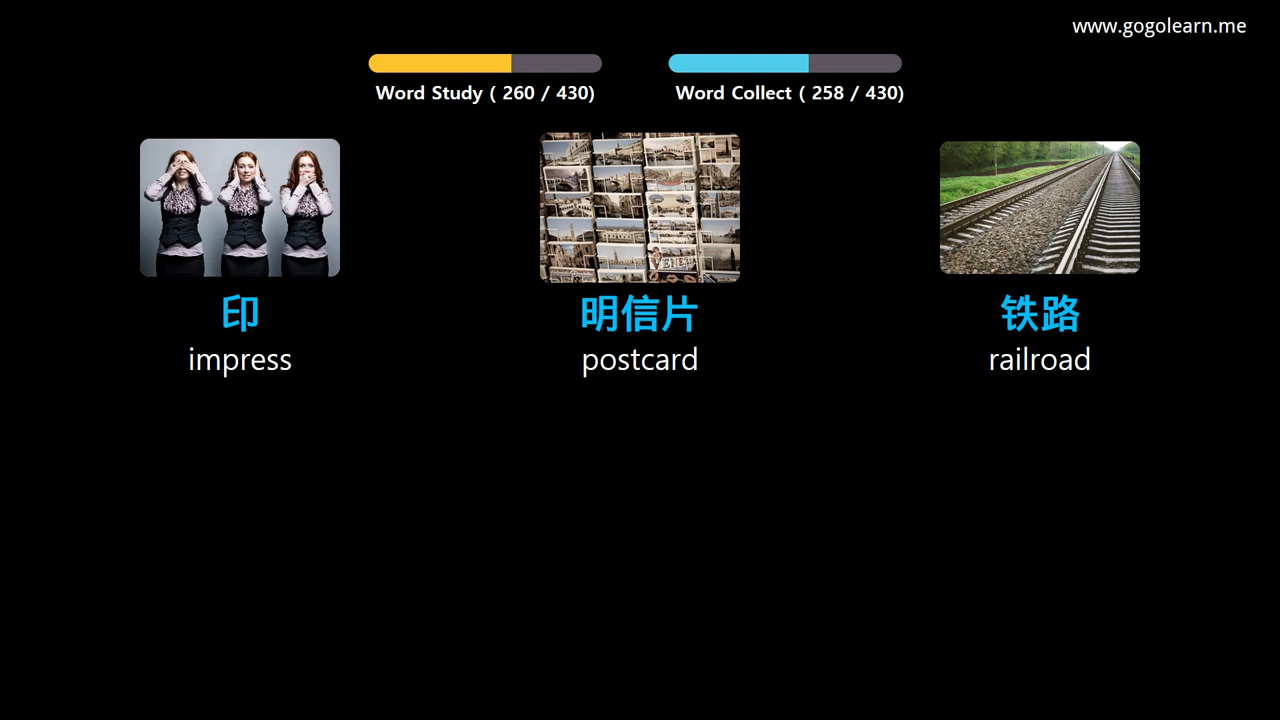 www.gogolearn.me
Word Study ( 260 / 430)
Word Collect ( 258 / 430)
印
impress
明信片
postcard
铁路
railroad